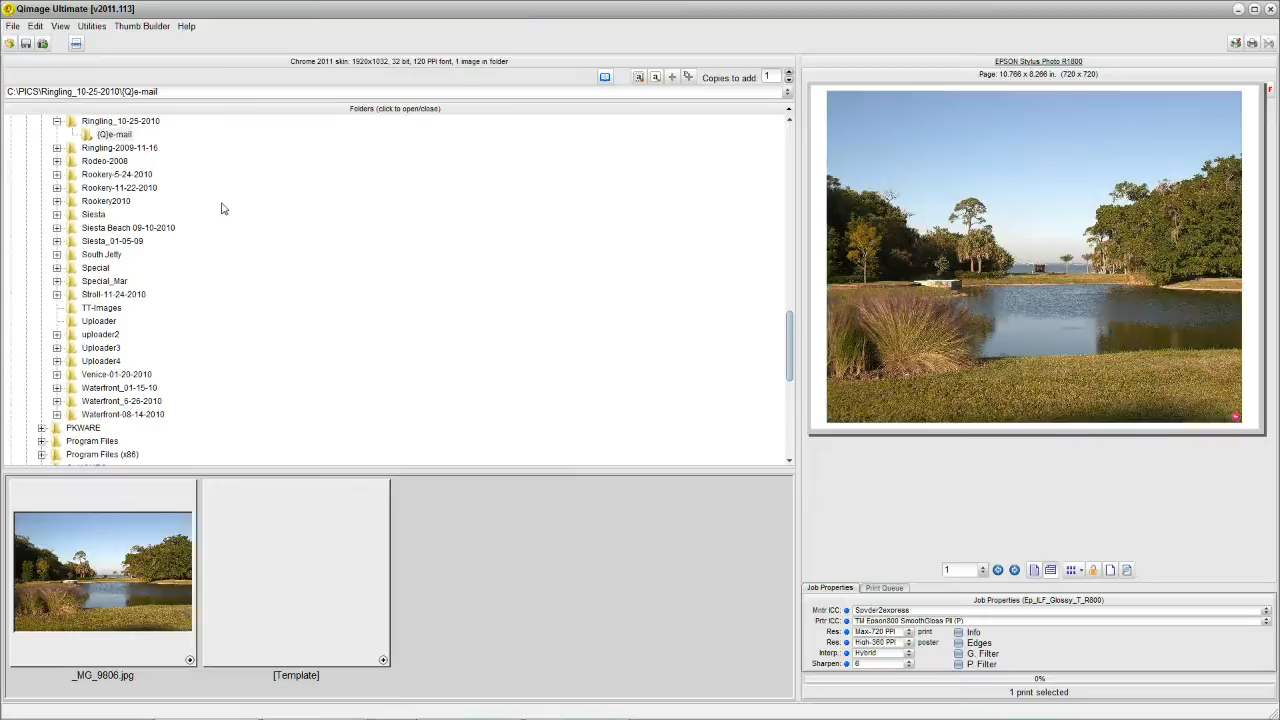 Qimage Ultimate [v2011.113]
File Edit View Utilities Thumb Builder Help
Chrome 2011 skin: 1920x1032, 32 bit, 120 PPI font, 1 image in folder
Copies to add 1
C:\PICS\Ringling_10-25-2010\{Q}e-mail
Folders (click to open/close)
Ringling_10-25-2010
{Q}e-mail
Ringling-2009-11-16
Rodeo-2008
Rookery-5-24-2010
Rookery-11-22-2010
Rookery2010
Siesta
Siesta Beach 09-10-2010
Siesta_01-05-09
South Jetty
Special
Special_Mar
Stroll-11-24-2010
TT-Images
Uploader
uploader2
Uploader3
Uploader4
Venice-01-20-2010
Waterfront_01-15-10
Waterfront_6-26-2010
Waterfront-08-14-2010
PKWARE
Program Files
Program Files (x86)
_MG_9806.jpg
[Template]
EPSON Stylus Photo R1800
Page: 10.766 x 8.266 in. (720 x 720)
F
1
Job Properties Print Queue
Job Properties (Ep_ILF_Glossy_T_R800)
Mntr ICC: Spyder2express
Prtr ICC: TM Epson800 SmoothGloss PII (P)
Res: Max-720 PPI print Info
Res: High-360 PPI poster Edges
Interp.: Hybrid G. Filter
Sharpen: 6 P. Filter
0%
1 print selected